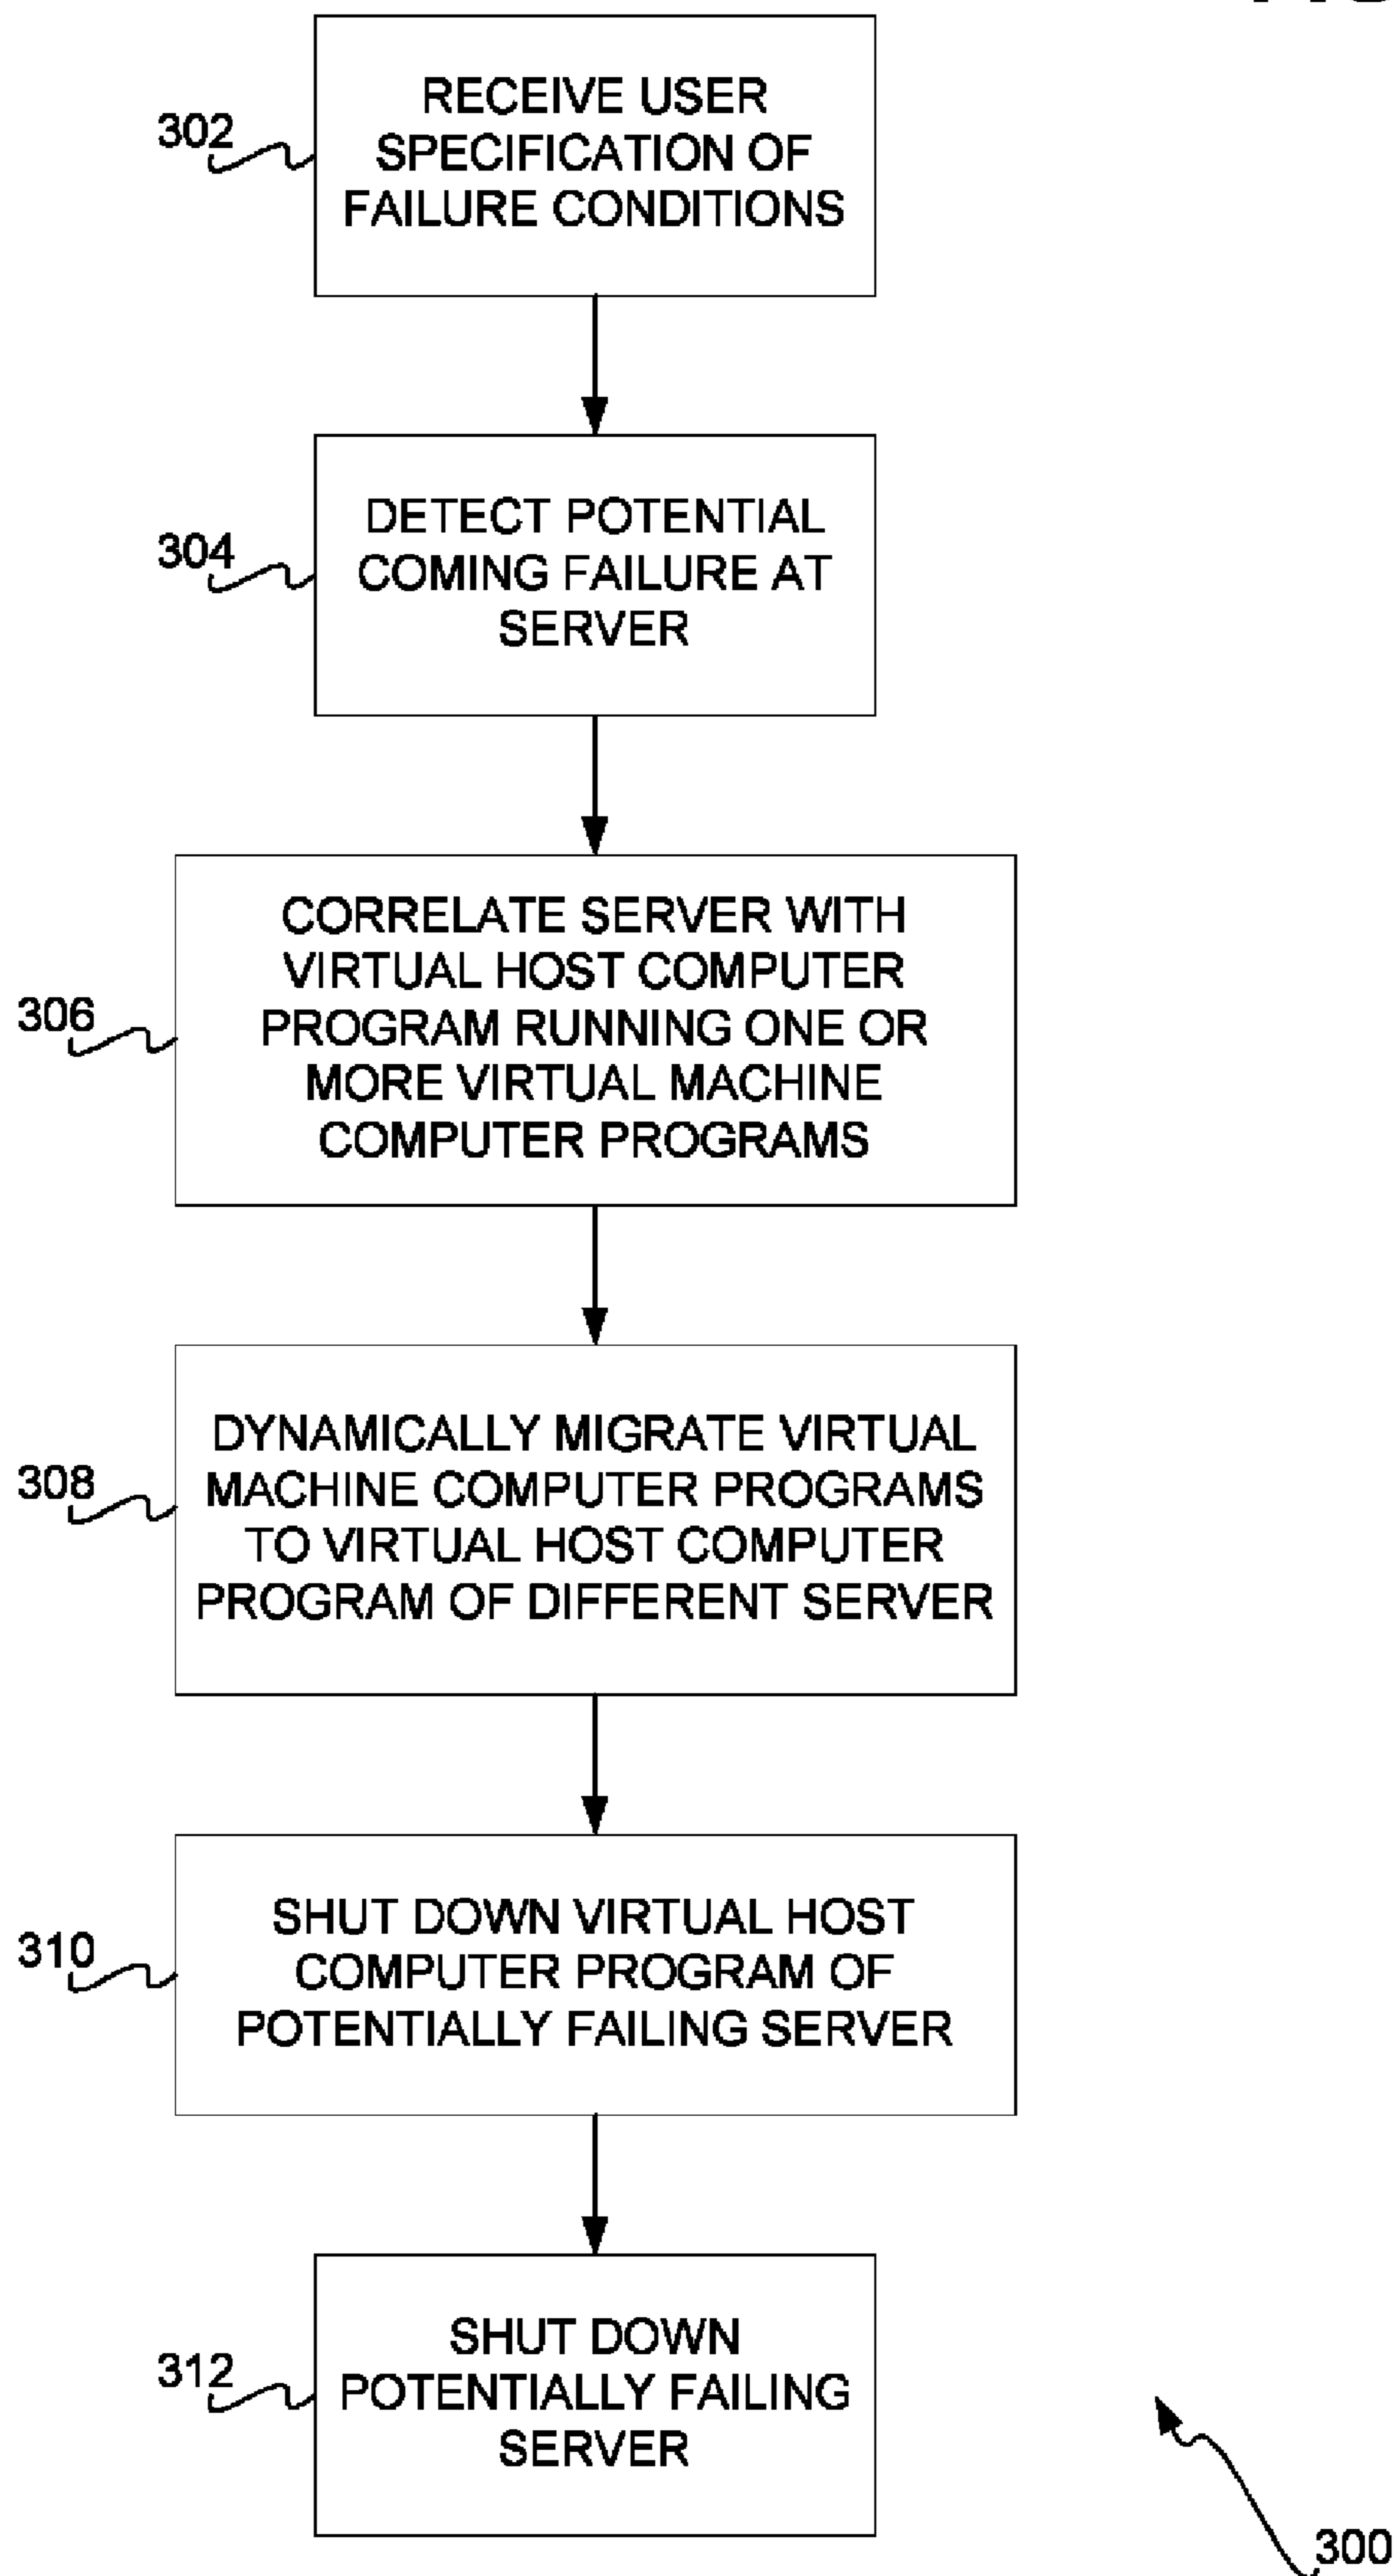 302
RECEIVE USER
SPECIFICATION OF
FAILURE CONDITIONS
304
DETECT POTENTIAL
COMING FAILURE AT
SERVER
306
CORRELATE SERVER WITH
VIRTUAL HOST COMPUTER
PROGRAM RUNNING ONE OR
MORE VIRTUAL MACHINE
COMPUTER PROGRAMS
308
DYNAMICALLY MIGRATE VIRTUAL
MACHINE COMPUTER PROGRAMS
TO VIRTUAL HOST COMPUTER
PROGRAM OF DIFFERENT SERVER
310
SHUT DOWN VIRTUAL HOST
COMPUTER PROGRAM OF
POTENTIALLY FAILING SERVER
312
SHUT DOWN
POTENTIALLY FAILING
SERVER
300